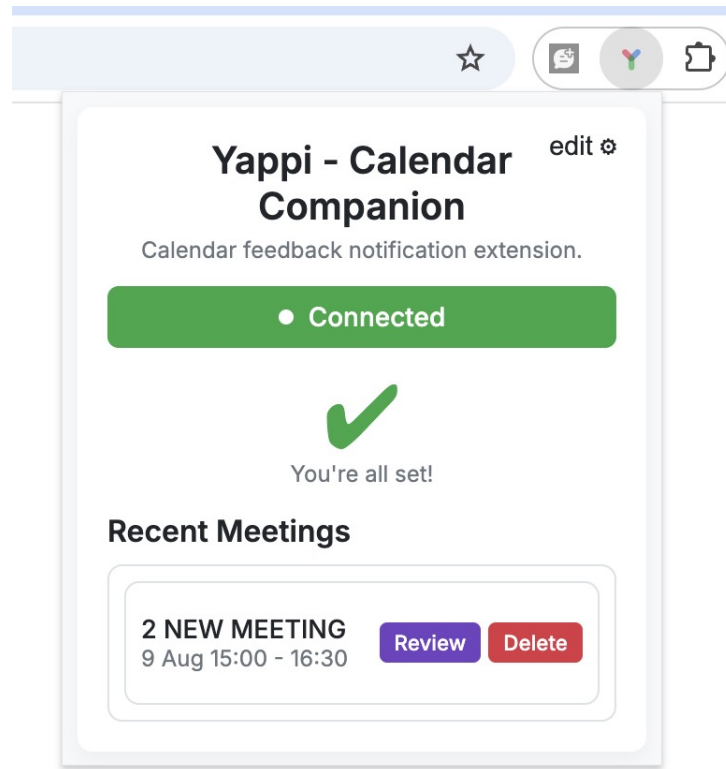 Yappi - Calendar
Companion
edit ⚙
Calendar feedback notification extension.
Connected
You're all set!
Recent Meetings
2 NEW MEETING
9 Aug 15:00 - 16:30
Review
Delete